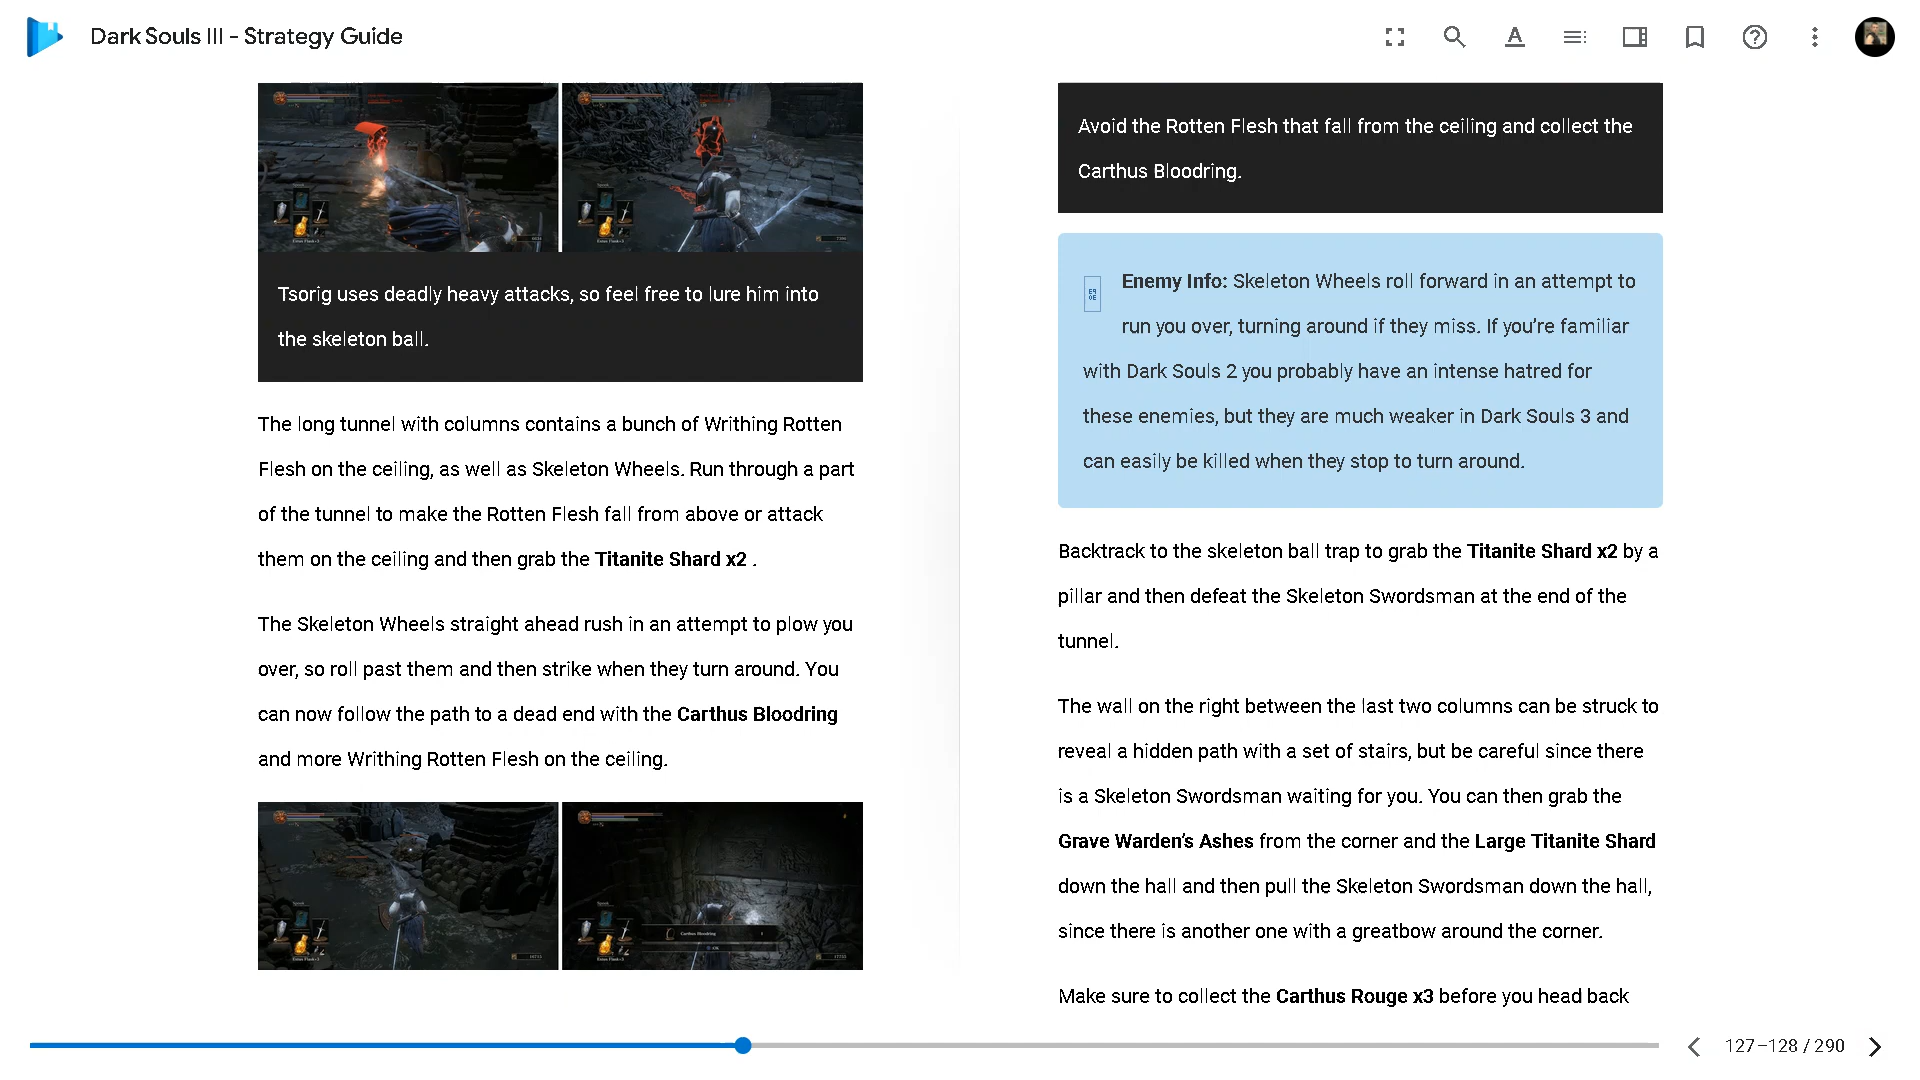 Dark Souls III - Strategy Guide
Tsorig uses deadly heavy attacks, so feel free to lure him into
the skeleton ball.
The long tunnel with columns contains a bunch of Writhing Rotten
Flesh on the ceiling, as well as Skeleton Wheels. Run through a part
of the tunnel to make the Rotten Flesh fall from above or attack
them on the ceiling and then grab the Titanite Shard x2 .
The Skeleton Wheels straight ahead rush in an attempt to plow you
over, so roll past them and then strike when they turn around. You
can now follow the path to a dead end with the Carthus Bloodring
and more Writhing Rotten Flesh on the ceiling.
Carthus Bloodring
Avoid the Rotten Flesh that fall from the ceiling and collect the
Carthus Bloodring.
Enemy Info: Skeleton Wheels roll forward in an attempt to
run you over, turning around if they miss. If you’re familiar
with Dark Souls 2 you probably have an intense hatred for
these enemies, but they are much weaker in Dark Souls 3 and
can easily be killed when they stop to turn around.
Backtrack to the skeleton ball trap to grab the Titanite Shard x2 by a
pillar and then defeat the Skeleton Swordsman at the end of the
tunnel.
The wall on the right between the last two columns can be struck to
reveal a hidden path with a set of stairs, but be careful since there
is a Skeleton Swordsman waiting for you. You can then grab the
Grave Warden’s Ashes from the corner and the Large Titanite Shard
down the hall and then pull the Skeleton Swordsman down the hall,
since there is another one with a greatbow around the corner.
Make sure to collect the Carthus Rouge x3 before you head back
127–128 / 290